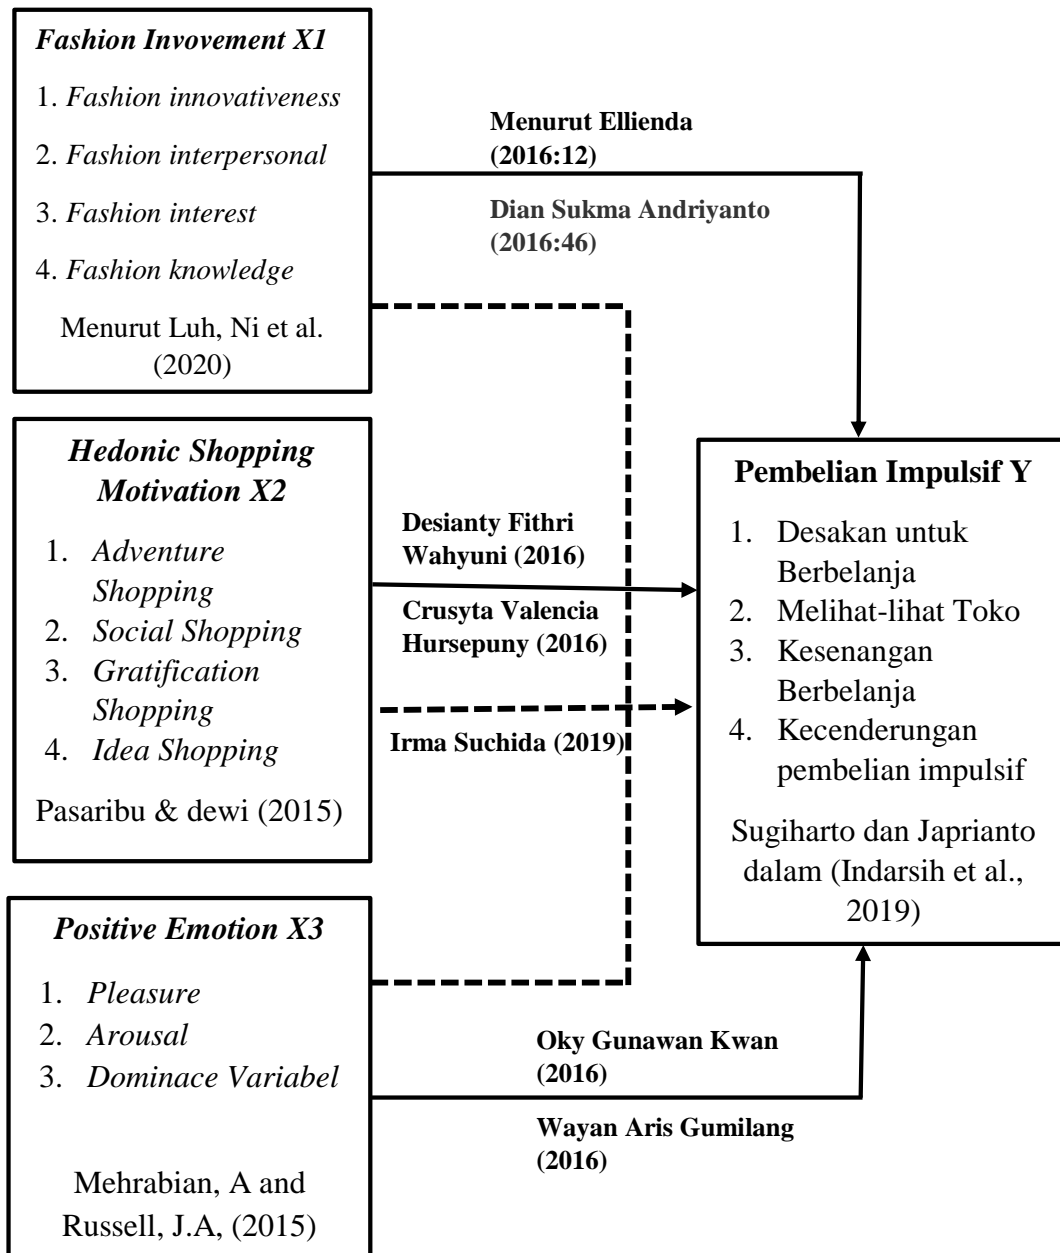 Fashion Invovement X1
1. Fashion innovativeness
2. Fashion interpersonal
3. Fashion interest
4. Fashion knowledge
Menurut Luh, Ni et al.
(2020)
Menurut Ellienda
(2016:12)
Dian Sukma Andriyanto
(2016:46)
Hedonic Shopping
Motivation X2
1. Adventure
Shopping
2. Social Shopping
3. Gratification
Shopping
4. Idea Shopping
Pasaribu & dewi (2015)
Desianty Fithri
Wahyuni (2016)
Crusyta Valencia
Hursepuny (2016)
Irma Suchida (2019)
Pembelian Impulsif Y
1. Desakan untuk
Berbelanja
2. Melihat-lihat Toko
3. Kesenangan
Berbelanja
4. Kecenderungan
pembelian impulsif
Sugiharto dan Japrianto
dalam (Indarsih et al.,
2019)
Positive Emotion X3
1. Pleasure
2. Arousal
3. Dominace Variabel
Mehrabian, A and
Russell, J.A, (2015)
Oky Gunawan Kwan
(2016)
Wayan Aris Gumilang
(2016)